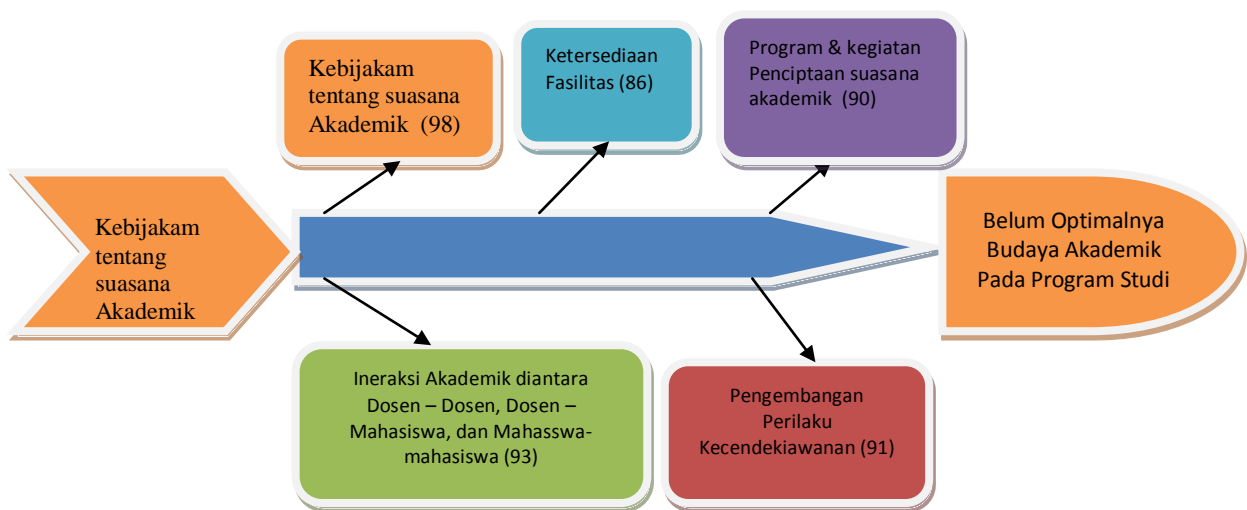 Kebijakam
tentang suasana
Akademik (98)
Ketersediaan
Fasilitas (86)
Program & kegiatan
Penciptaan suasana
akademik (90)
Kebijakam
tentang
suasana
Akademik
Belum Optimalnya
Budaya Akademik
Pada Program Studi
Ineraksi Akademik diantara
Dosen – Dosen, Dosen –
Mahasiswa, dan Mahasswa-
mahasiswa (93)
Pengembangan
Perilaku
Kecendekiawanan (91)